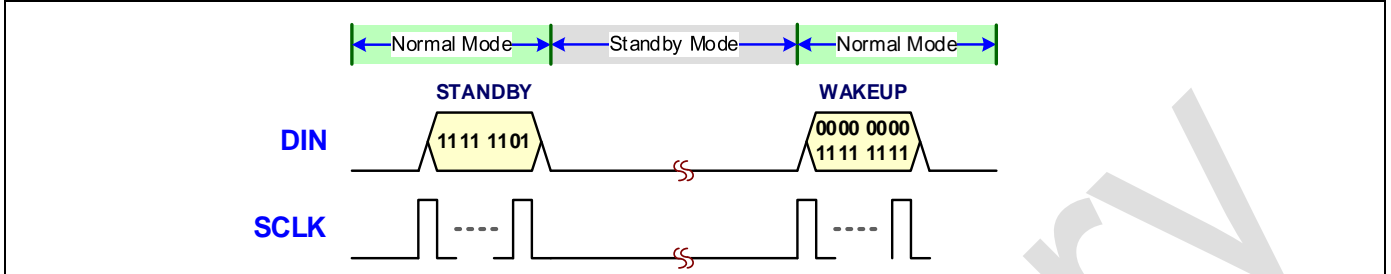 Normal Mode Standby Mode Normal Mode
STANDBY WAKEUP
DIN 1111 1101 0000 0000
1111 1111
SCLK